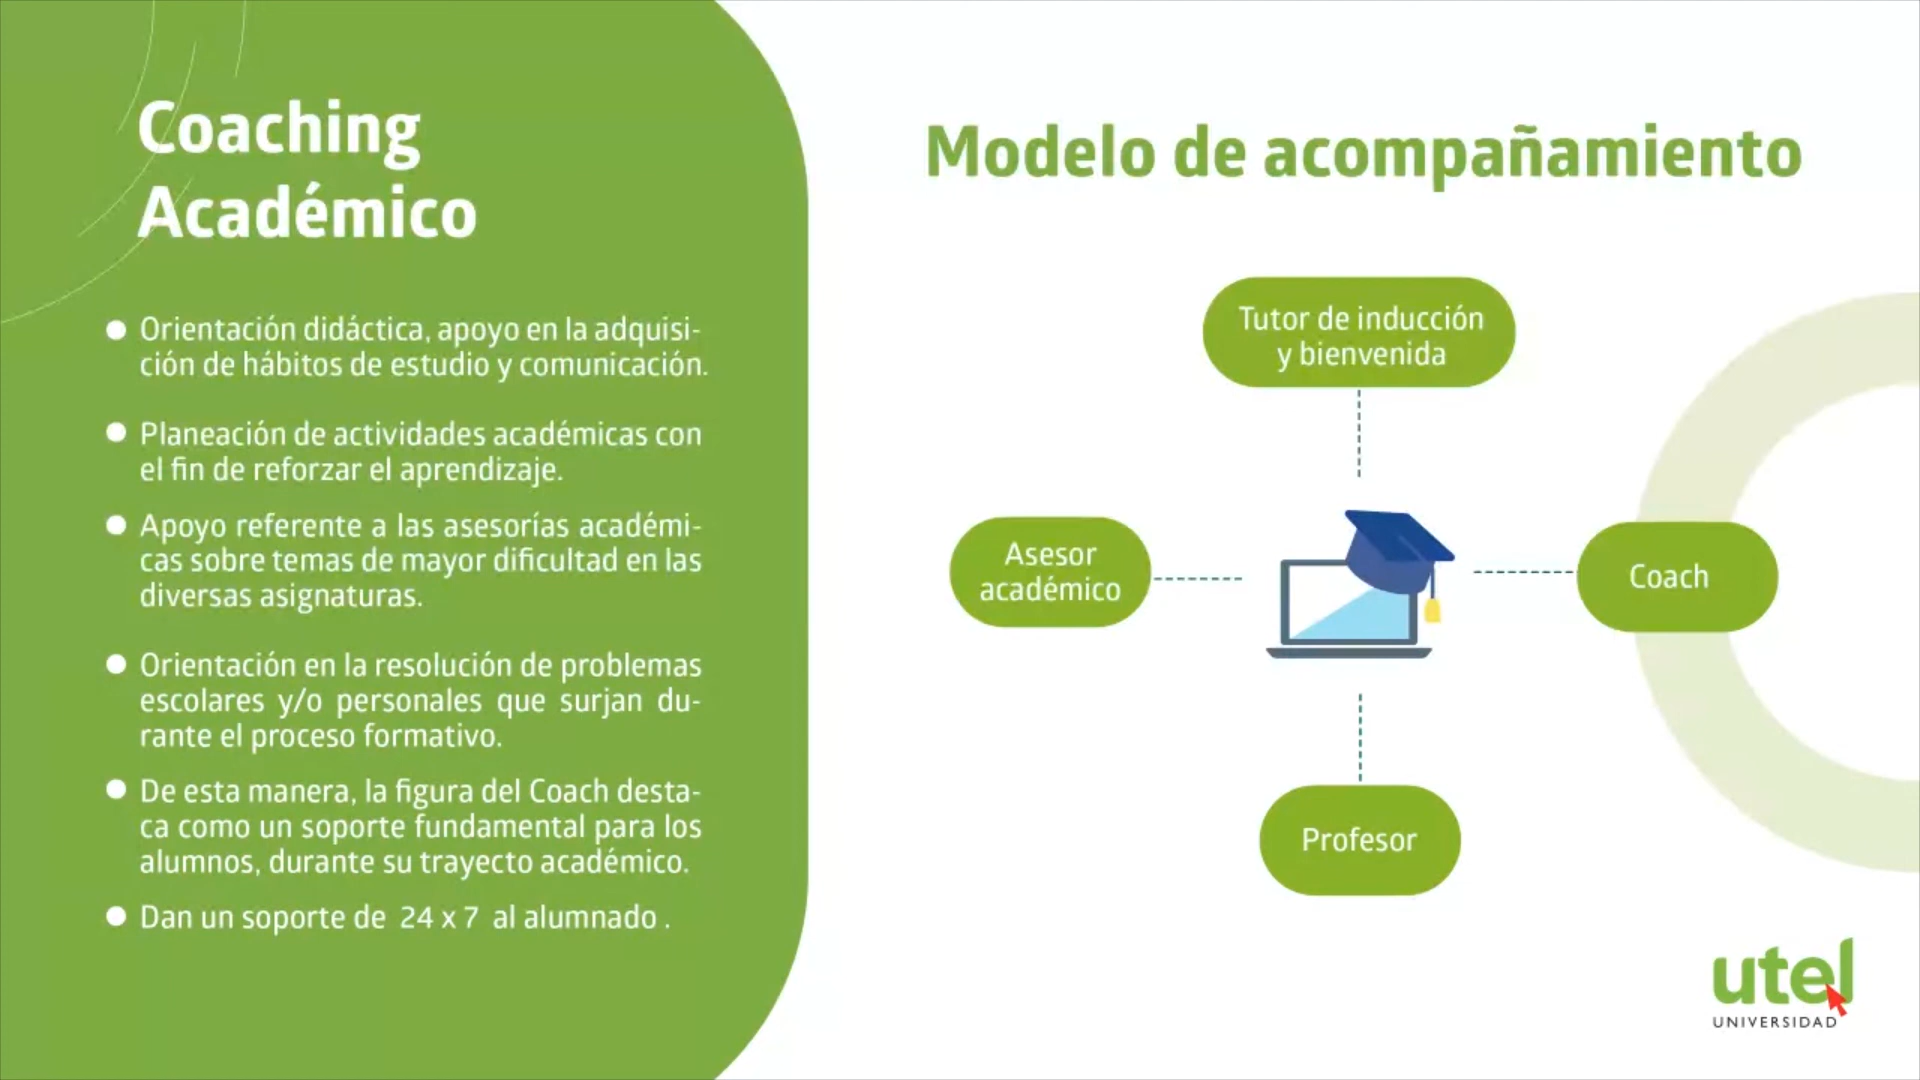 Coaching
Académico
Orientación didáctica, apoyo en la adquisi-
ción de hábitos de estudio y comunicación.
Planeación de actividades académicas con
el fin de reforzar el aprendizaje.
Apoyo referente a las asesorías académi-
cas sobre temas de mayor dificultad en las
diversas asignaturas.
Orientación en la resolución de problemas
escolares y/o personales que surjan du-
rante el proceso formativo.
De esta manera, la figura del Coach desta-
ca como un soporte fundamental para los
alumnos, durante su trayecto académico.
Dan un soporte de 24 x 7 al alumnado .
Modelo de acompañamiento
Tutor de inducción
y bienvenida
Asesor
académico
Coach
Profesor
utel
UNIVERSIDAD